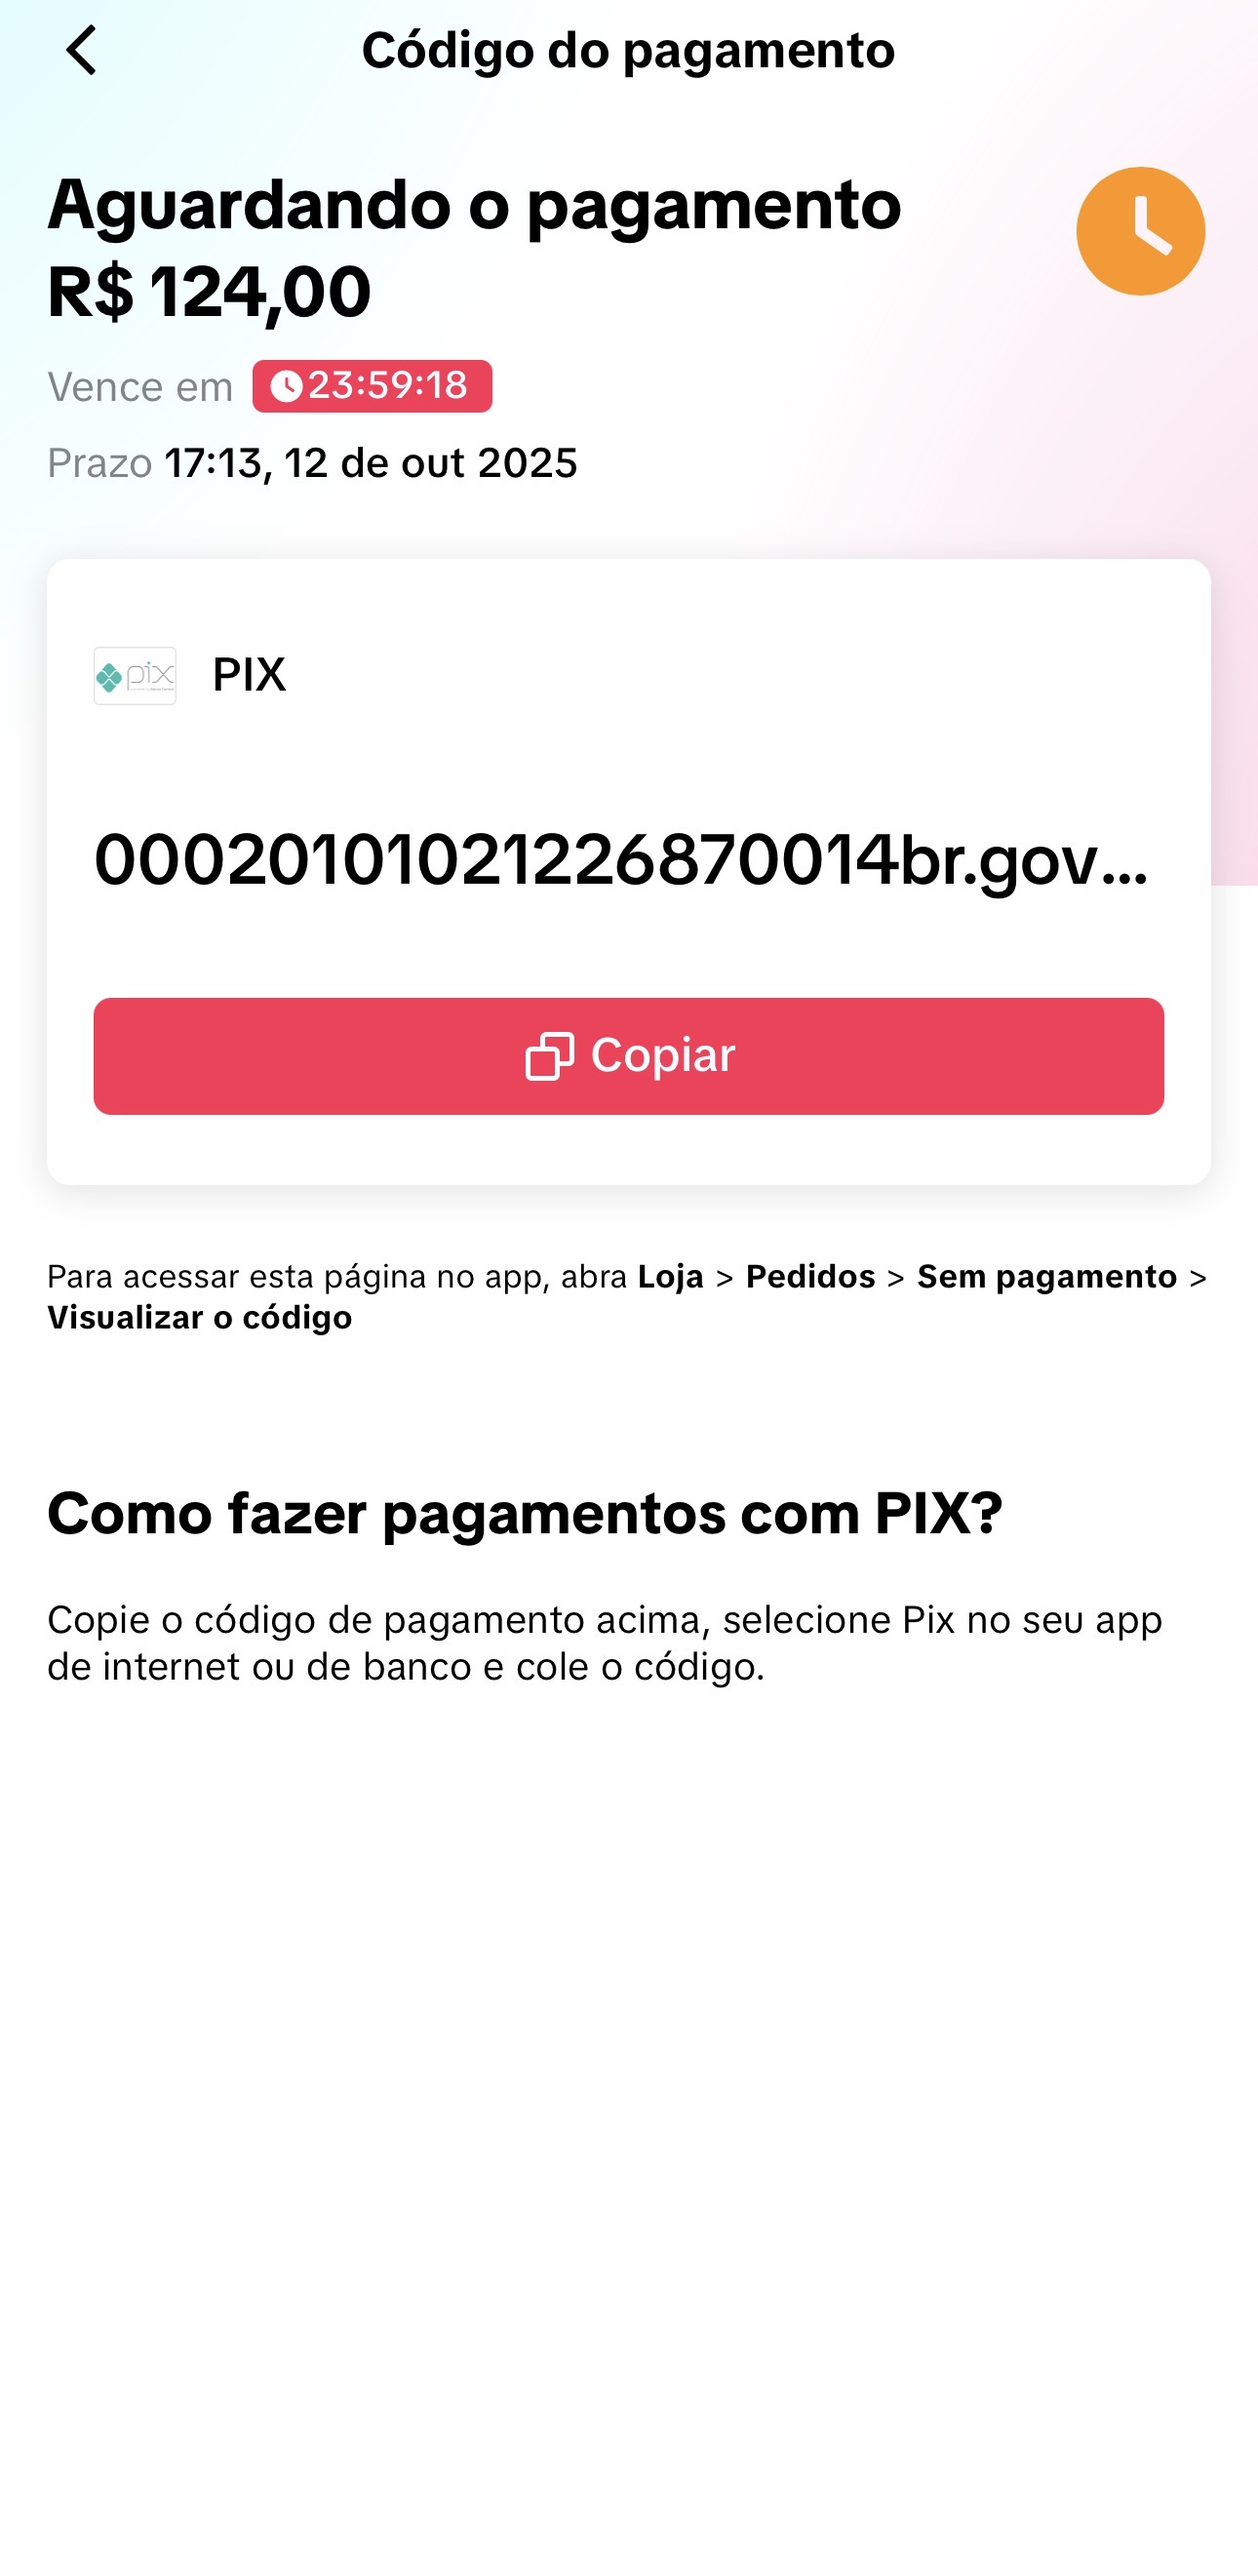 Código do pagamento
Aguardando o pagamento
R$ 124,00
Vence em 23:59:18
Prazo 17:13, 12 de out 2025
pix PIX
00020101021226870014br.gov...
Copiar
Para acessar esta página no app, abra Loja > Pedidos > Sem pagamento >
Visualizar o código
Como fazer pagamentos com PIX?
Copie o código de pagamento acima, selecione Pix no seu app
de internet ou de banco e cole o código.